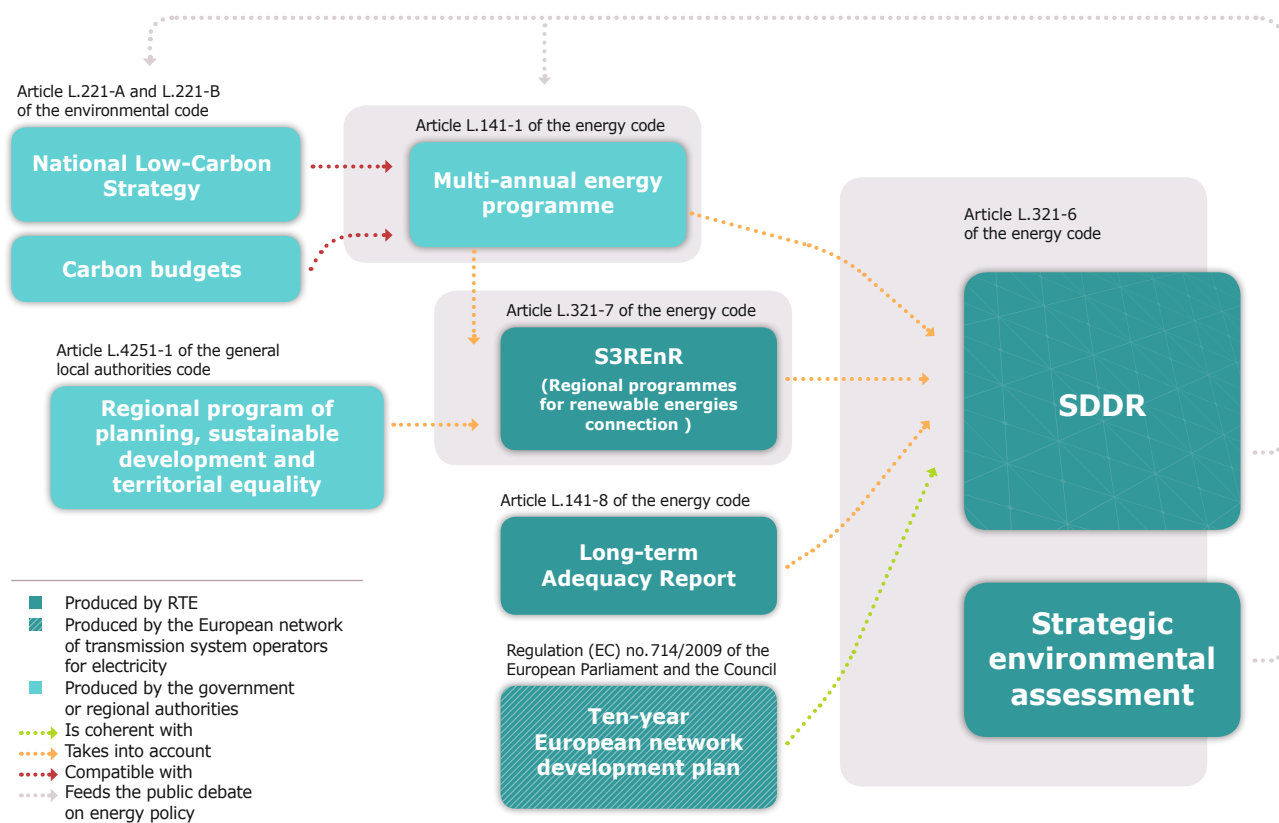 Article L.221-A and L.221-B
of the environmental code
National Low-Carbon
Strategy
Carbon budgets
Article L.141-1 of the energy code
Multi-annual energy
programme
Article L.321-7 of the energy code
S3REnR
(Regional programmes
for renewable energies
connection )
Article L.4251-1 of the general
local authorities code
Regional program of
planning, sustainable
development and
territorial equality
Article L.141-8 of the energy code
Long-term
Adequacy Report
Regulation (EC) no.714/2009 of the
European Parliament and the Council
Ten-year
European network
development plan
Article L.321-6
of the energy code
SDDR
Strategic
environmental
assessment
Produced by RTE
Produced by the European network
of transmission system operators
for electricity
Produced by the government
or regional authorities
Is coherent with
Takes into account
Compatible with
Feeds the public debate
on energy policy